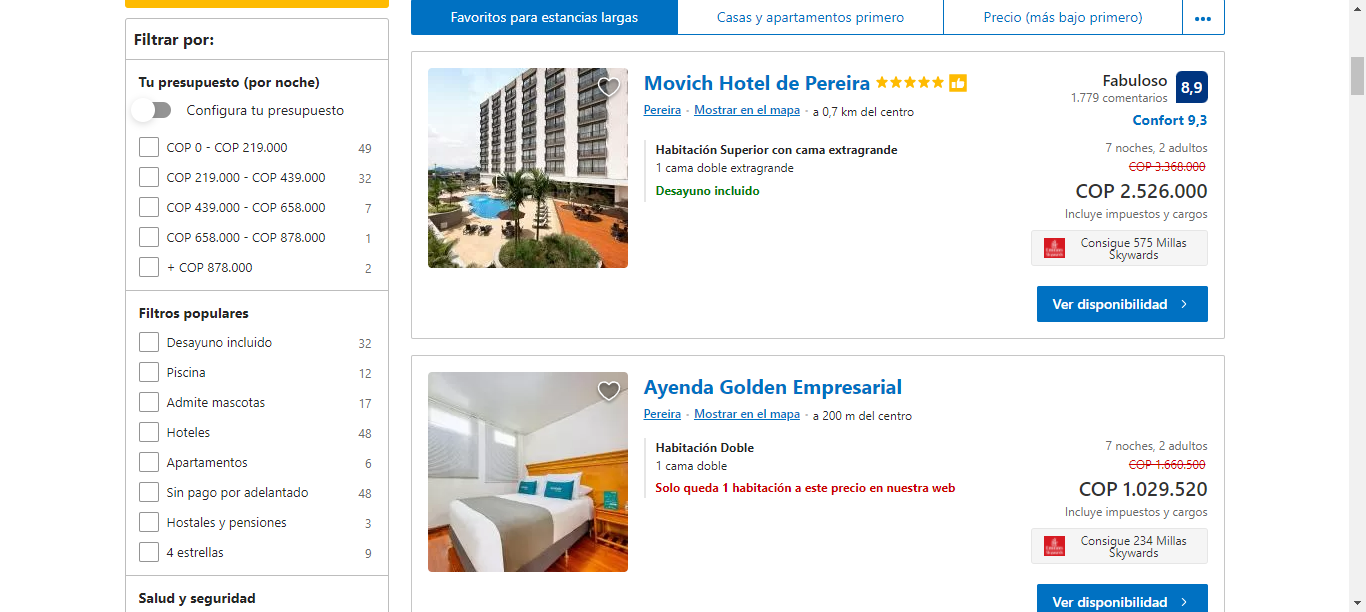 Favoritos para estancias largas
Casas y apartamentos primero
Precio (más bajo primero)
Filtrar por:
Tu presupuesto (por noche)
Configura tu presupuesto
COP 0 - COP 219.000 49
COP 219.000 - COP 439.000 32
COP 439.000 - COP 658.000 7
COP 658.000 - COP 878.000 1
+ COP 878.000 2
Filtros populares
Desayuno incluido 32
Piscina 12
Admite mascotas 17
Hoteles 48
Apartamentos 6
Sin pago por adelantado 48
Hostales y pensiones 3
4 estrellas 9
Salud y seguridad
Movich Hotel de Pereira
Pereira · Mostrar en el mapa · a 0,7 km del centro
Habitación Superior con cama extragrande
1 cama doble extragrande
Desayuno incluido
Fabuloso 8,9
1.779 comentarios
Confort 9,3
7 noches, 2 adultos
COP 3.368.000
COP 2.526.000
Incluye impuestos y cargos
Consigue 575 Millas
Skywards
Ver disponibilidad
Ayenda Golden Empresarial
Pereira · Mostrar en el mapa · a 200 m del centro
Habitación Doble
1 cama doble
Solo queda 1 habitación a este precio en nuestra web
7 noches, 2 adultos
COP 1.660.500
COP 1.029.520
Incluye impuestos y cargos
Consigue 234 Millas
Skywards
Ver disponibilidad